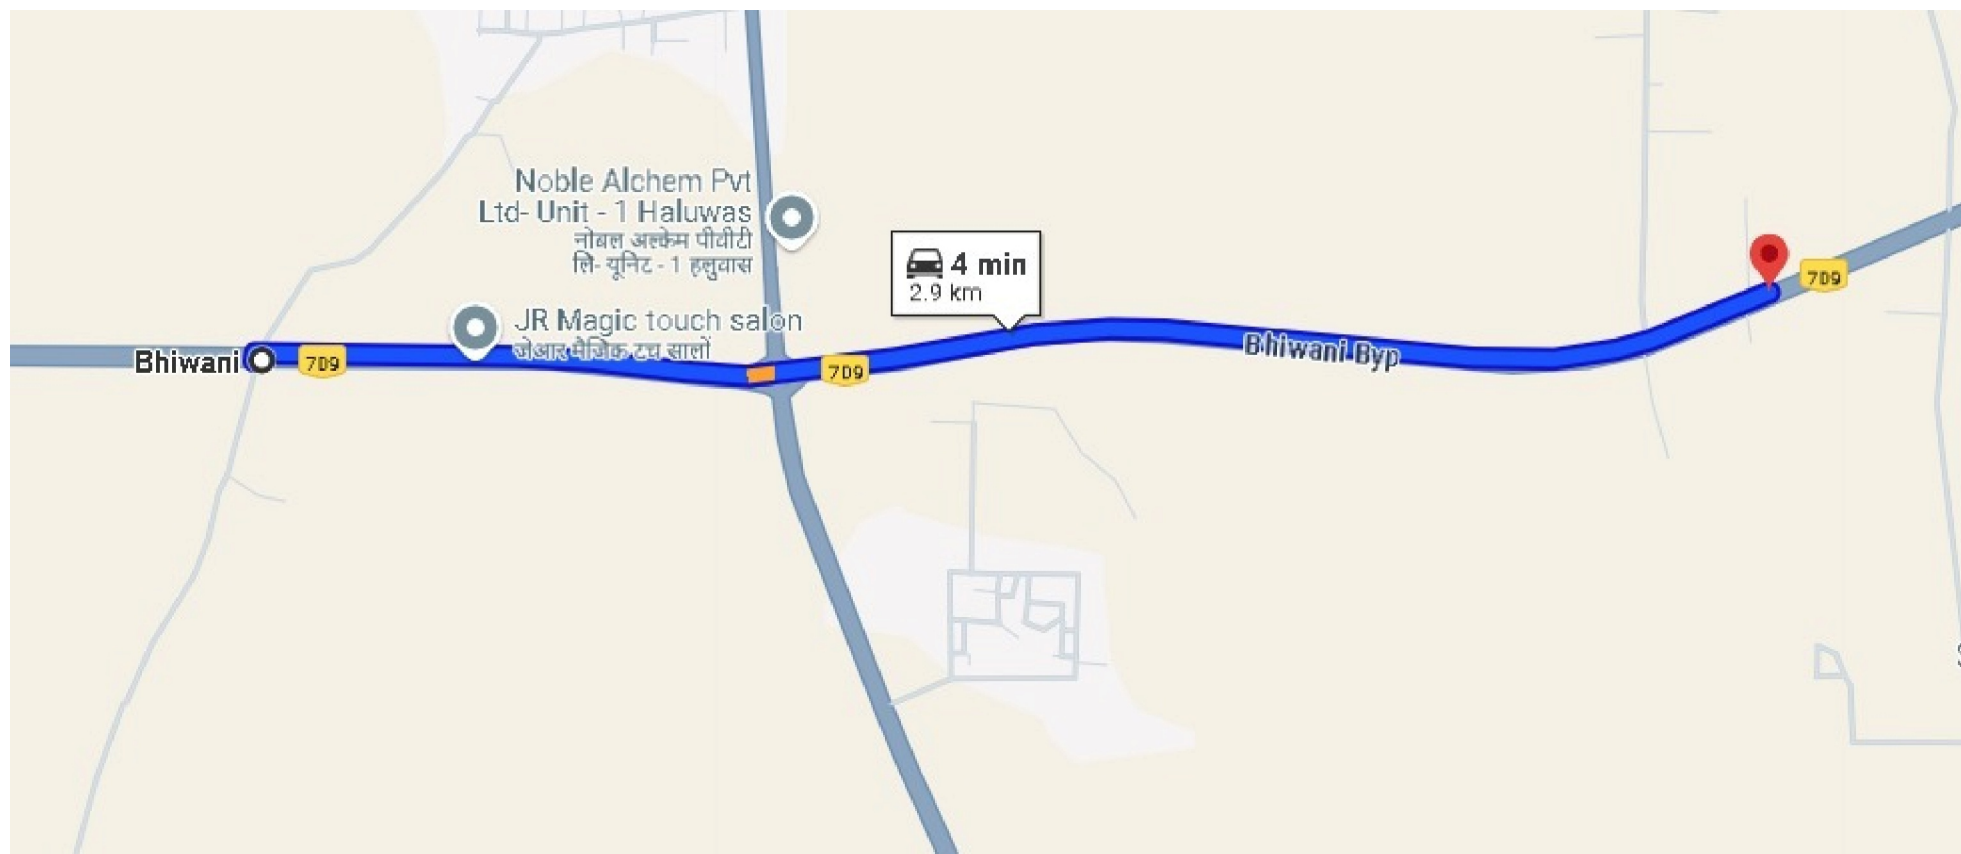 Noble Alchem Pvt
Ltd- Unit - 1 Haluwas
नोबल अल्केम पीवीटी
लि- यूनिट - 1 हलुवास
4 min
2.9 km
JR Magic touch salon
जेआर मैजिक टच सालों
Bhiwani
709
709
Bhiwani Byp
709